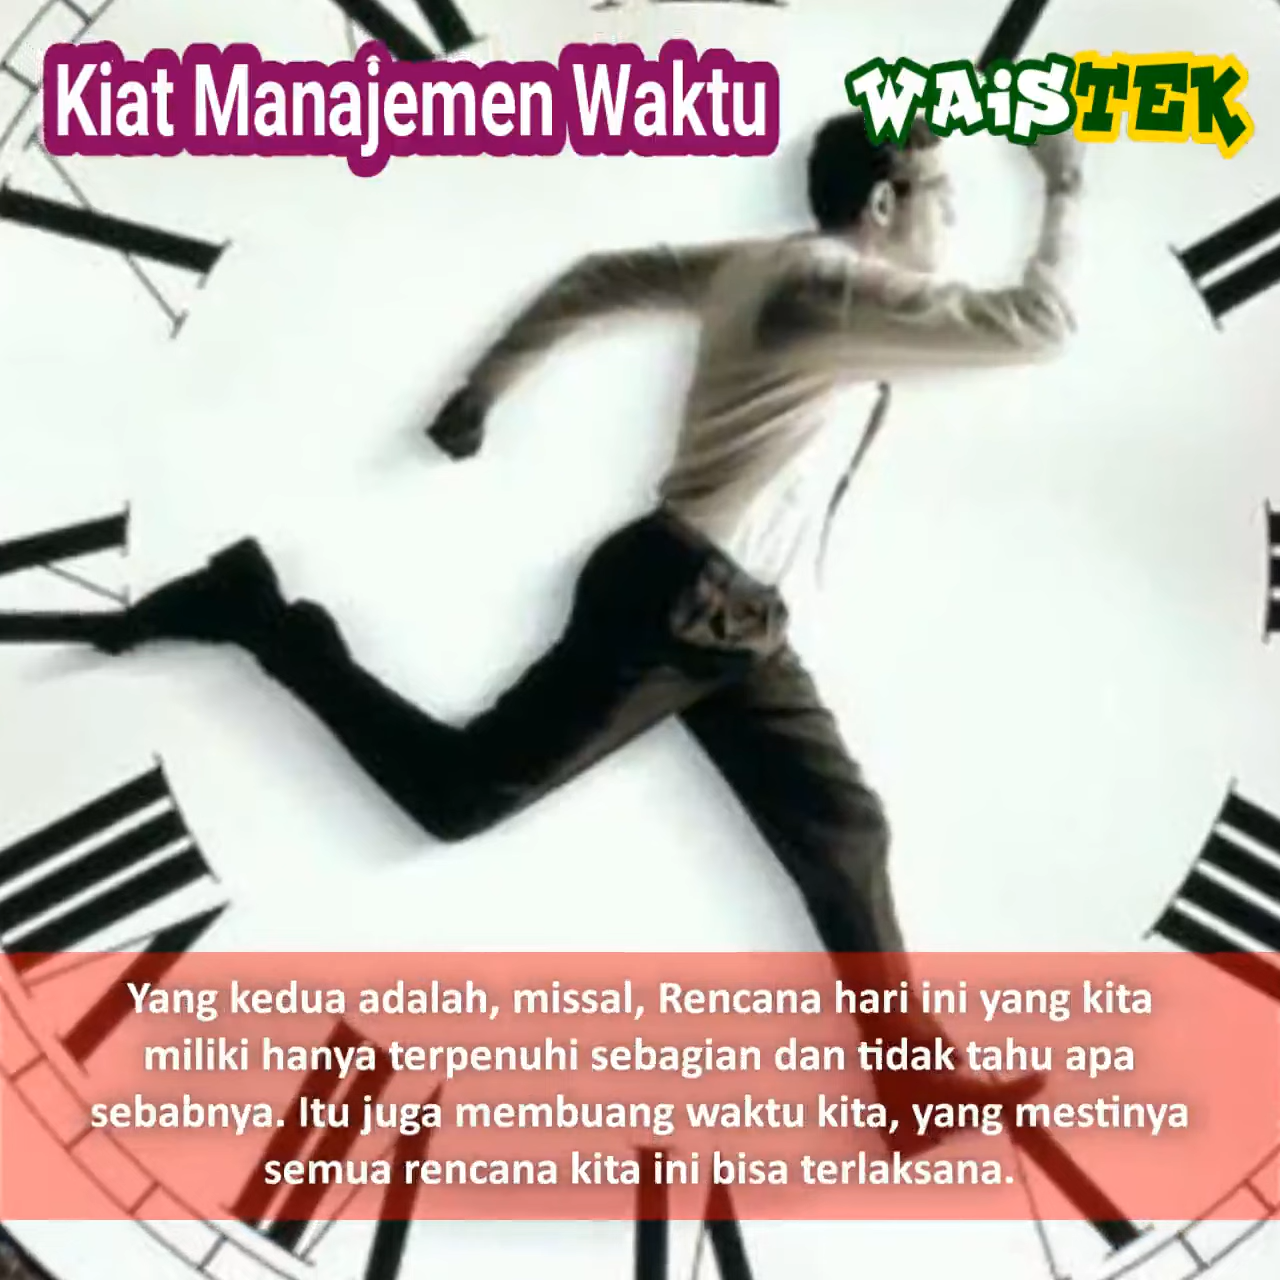 Kiat Manajemen Waktu
WAiSTEK
Yang kedua adalah, missal, Rencana hari ini yang kita
miliki hanya terpenuhi sebagian dan tidak tahu apa
sebabnya. Itu juga membuang waktu kita, yang mestinya
semua rencana kita ini bisa terlaksana.